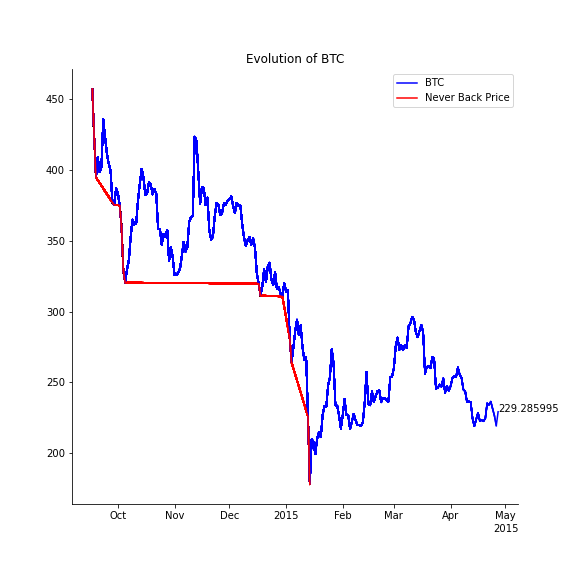 Evolution of BTC
BTC
Never Back Price
450
400
350
300
250
200
229.285995
Oct
Nov
Dec
2015
Feb
Mar
Apr
May
2015